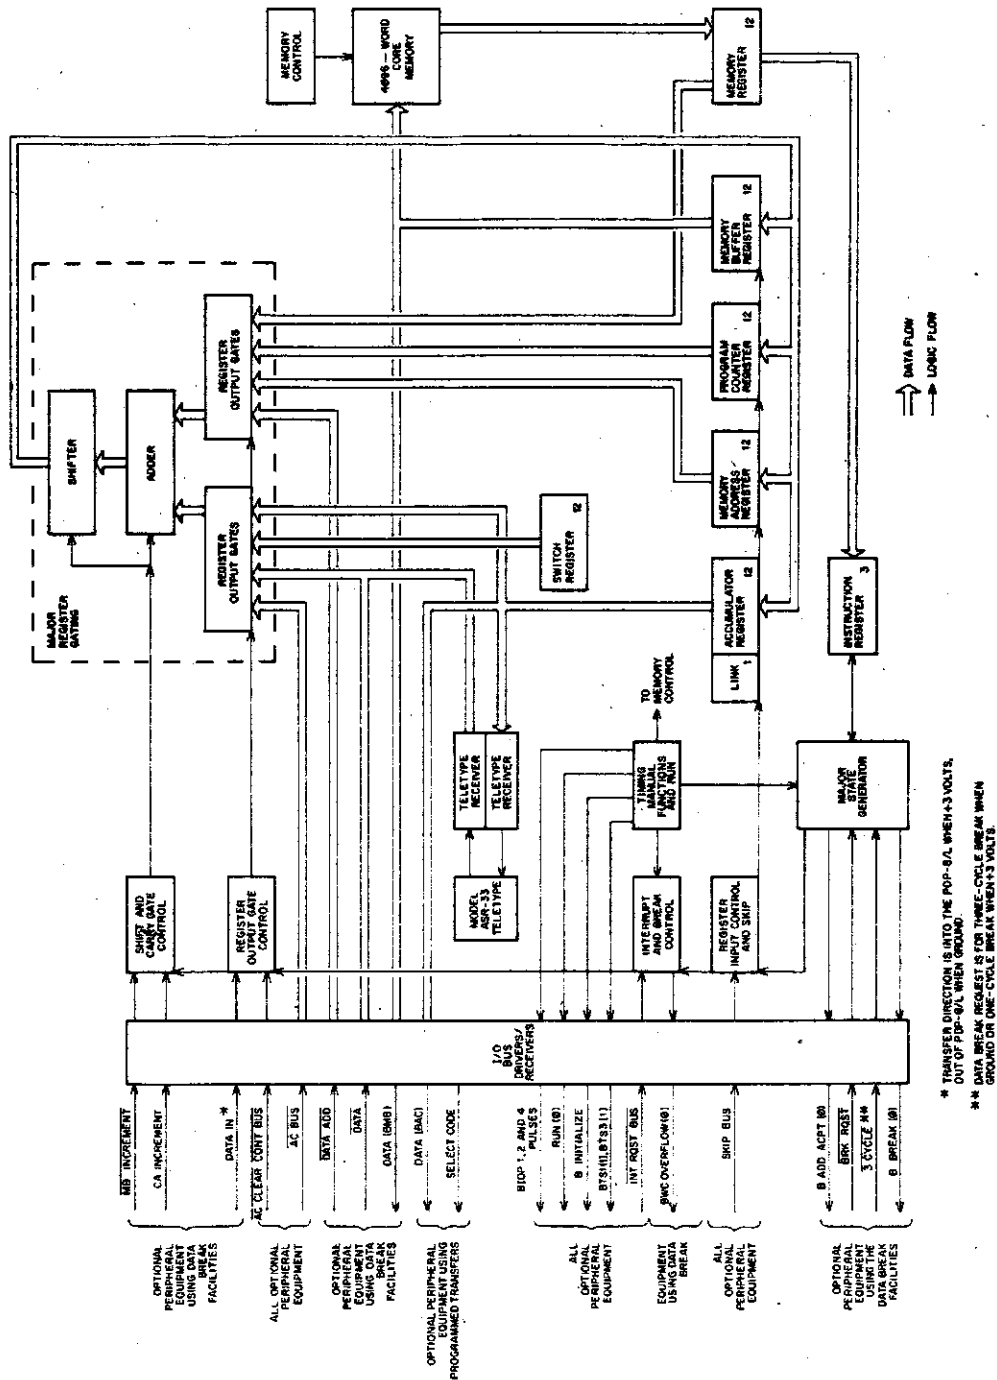 MEMORY
CONTROL
4096 – WORD
CORE
MEMORY
MEMORY
REGISTER
12
MAJOR
REGISTER
GATING
SHIFTER
ADDER
REGISTER
OUTPUT GATES
REGISTER
OUTPUT GATES
MEMORY
BUFFER
REGISTER
12
PROGRAM
COUNTER
REGISTER
12
MEMORY
ADDRESS
REGISTER
12
SWITCH
REGISTER
12
LINK
1
ACCUMULATOR
REGISTER
12
INSTRUCTION
REGISTER
3
DATA FLOW
LOGIC FLOW
TO
MEMORY CONTROL
TELETYPE
RECEIVER
TELETYPE
RECEIVER
TIMING
MANUAL
FUNCTIONS
AND RUN
MAJOR
STATE
GENERATOR
SHIFT AND
CARRY GATE
CONTROL
REGISTER
OUTPUT GATE
CONTROL
MODEL
ASR-33
TELETYPE
INTERRUPT
AND BREAK
CONTROL
REGISTER
INPUT CONTROL
AND SKIP
I/O
BUS
DRIVERS/
RECEIVERS
MB INCREMENT
CA INCREMENT
DATA IN *
AC CLEAR CONT BUS
AC BUS
DATA ADD
DATA
DATA (BMB)
DATA (BAC)
SELECT CODE
BIOP 1, 2 AND 4
PULSES
RUN (0)
B INITIALIZE
BTS1(1), BTS3(1)
INT RQST BUS
BWC OVERFLOW(0)
SKIP BUS
B ADD ACPT (0)
BRK RQST
3 CYCLE **
B BREAK (0)
OPTIONAL
PERIPHERAL
EQUIPMENT
USING DATA
BREAK
FACILITIES
ALL OPTIONAL
PERIPHERAL
EQUIPMENT
OPTIONAL
PERIPHERAL
EQUIPMENT
USING DATA
BREAK
FACILITIES
OPTIONAL PERIPHERAL
EQUIPMENT USING
PROGRAMMED TRANSFERS
ALL
OPTIONAL
PERIPHERAL
EQUIPMENT
EQUIPMENT
USING DATA
BREAK
ALL
OPTIONAL
PERIPHERAL
EQUIPMENT
OPTIONAL
PERIPHERAL
EQUIPMENT
USING THE
DATA BREAK
FACILITIES
* TRANSFER DIRECTION IS INTO THE PDP-8/L WHEN +3 VOLTS,
OUT OF PDP-8/L WHEN GROUND.
** DATA BREAK REQUEST IS FOR THREE-CYCLE BREAK WHEN
GROUND OR ONE-CYCLE BREAK WHEN +3 VOLTS.